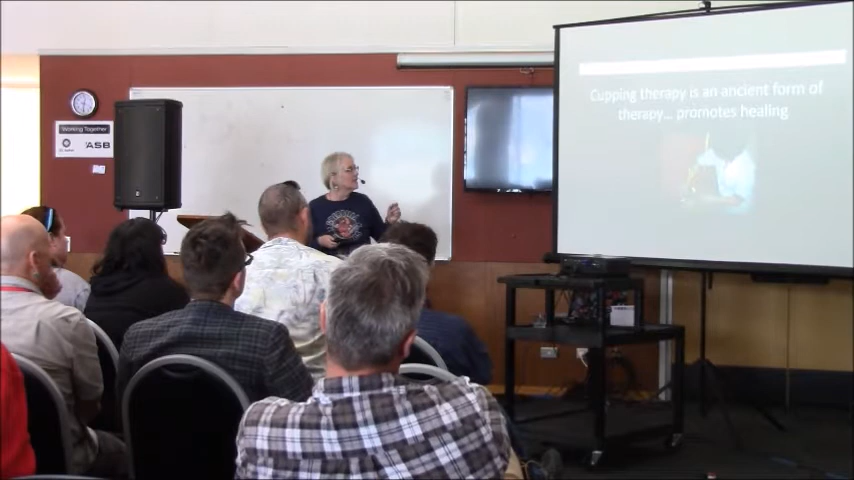 Cupping therapy is an ancient form of
therapy... promotes healing
Working Together
ASB